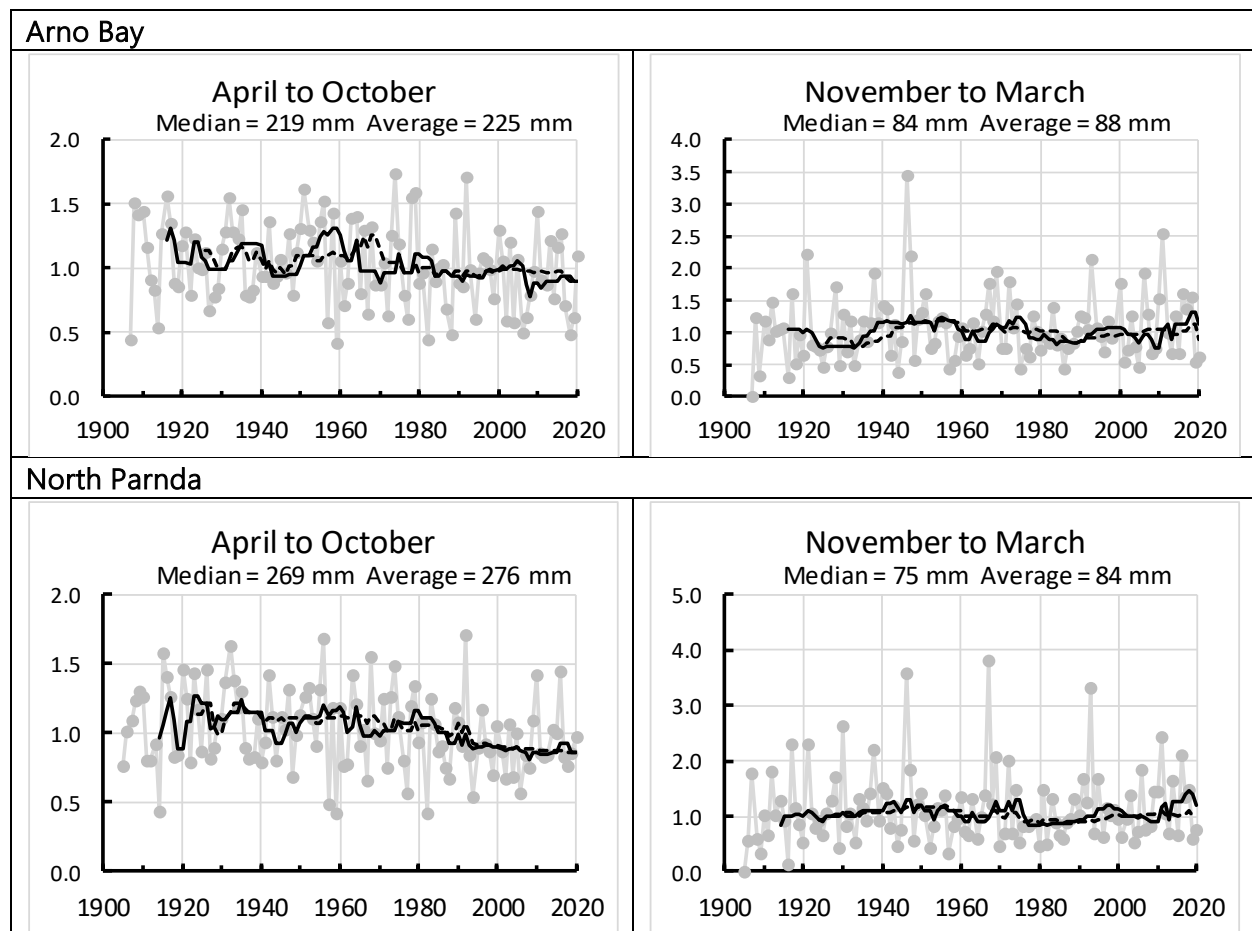 Arno Bay
April to October
Median = 219 mm Average = 225 mm
2.0
1.5
1.0
0.5
0.0
1900 1920 1940 1960 1980 2000 2020
November to March
Median = 84 mm Average = 88 mm
4.0
3.5
3.0
2.5
2.0
1.5
1.0
0.5
0.0
1900 1920 1940 1960 1980 2000 2020
North Parnda
April to October
Median = 269 mm Average = 276 mm
2.0
1.5
1.0
0.5
0.0
1900 1920 1940 1960 1980 2000 2020
November to March
Median = 75 mm Average = 84 mm
5.0
4.0
3.0
2.0
1.0
0.0
1900 1920 1940 1960 1980 2000 2020